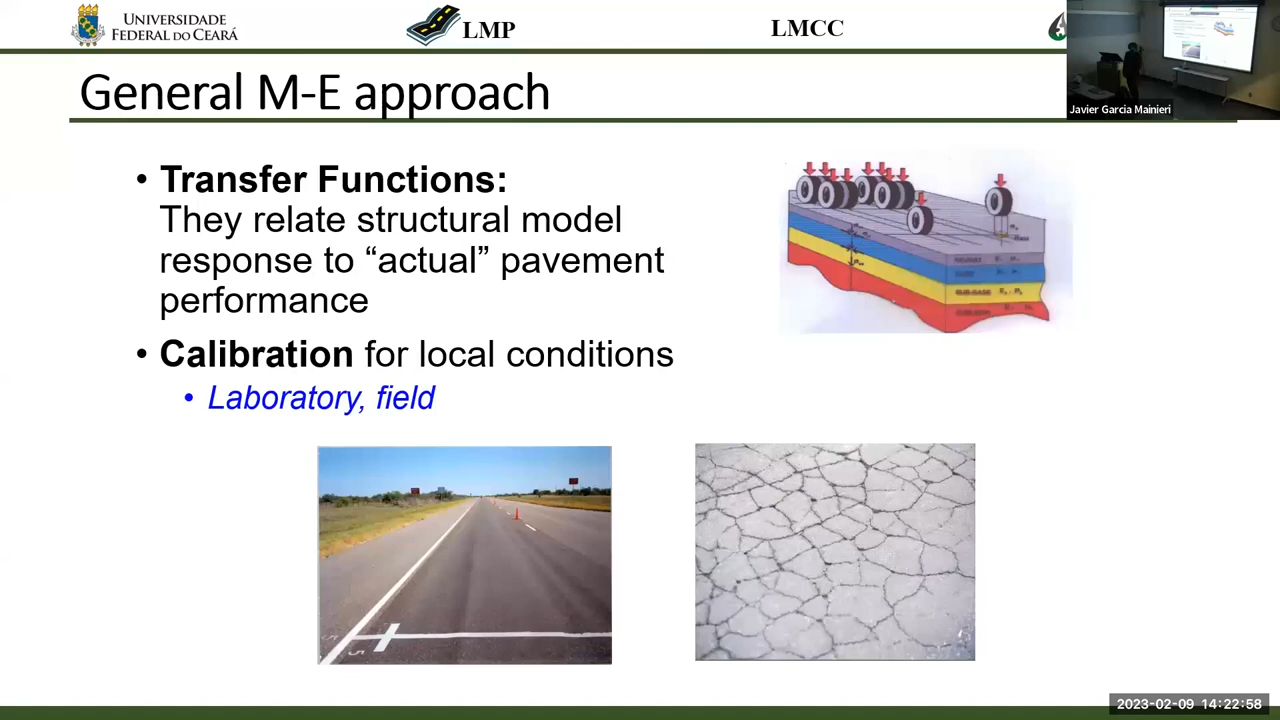 UNIVERSIDADE
FEDERAL DO CEARÁ
LMP
LMCC
Javier Garcia Mainieri
General M-E approach
• Transfer Functions:
They relate structural model
response to “actual” pavement
performance
• Calibration for local conditions
• Laboratory, field
2023-02-09 14:22:58